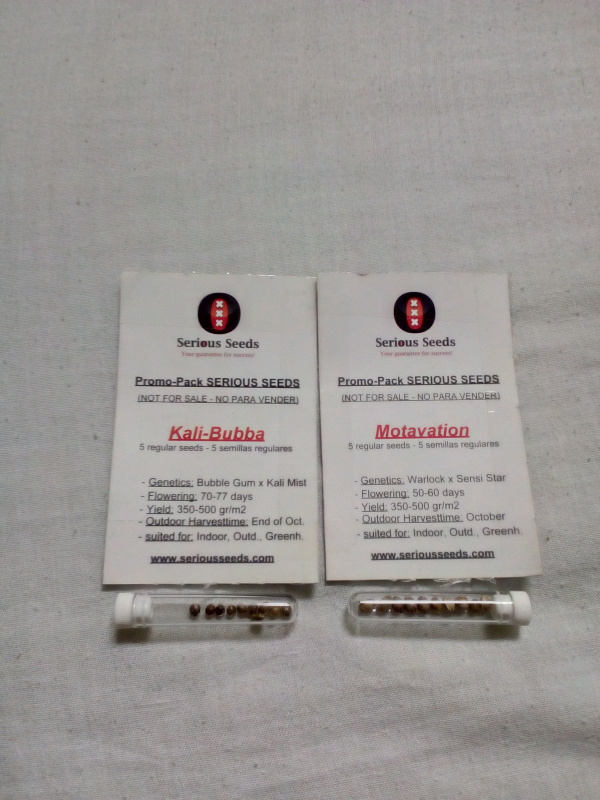 Serious Seeds
Your guarantee for success!
Promo-Pack SERIOUS SEEDS
(NOT FOR SALE - NO PARA VENDER)
Kali-Bubba
5 regular seeds - 5 semillas regulares
- Genetics: Bubble Gum x Kali Mist
- Flowering: 70-77 days
- Yield: 350-500 gr/m2
- Outdoor Harvesttime: End of Oct.
- suited for: Indoor, Outd., Greenh.
www.seriousseeds.com
Serious Seeds
Your guarantee for success!
Promo-Pack SERIOUS SEEDS
(NOT FOR SALE - NO PARA VENDER)
Motavation
5 regular seeds - 5 semillas regulares
- Genetics: Warlock x Sensi Star
- Flowering: 50-60 days
- Yield: 350-500 gr/m2
- Outdoor Harvesttime: October
- suited for: Indoor, Outd., Greenh.
www.seriousseeds.com